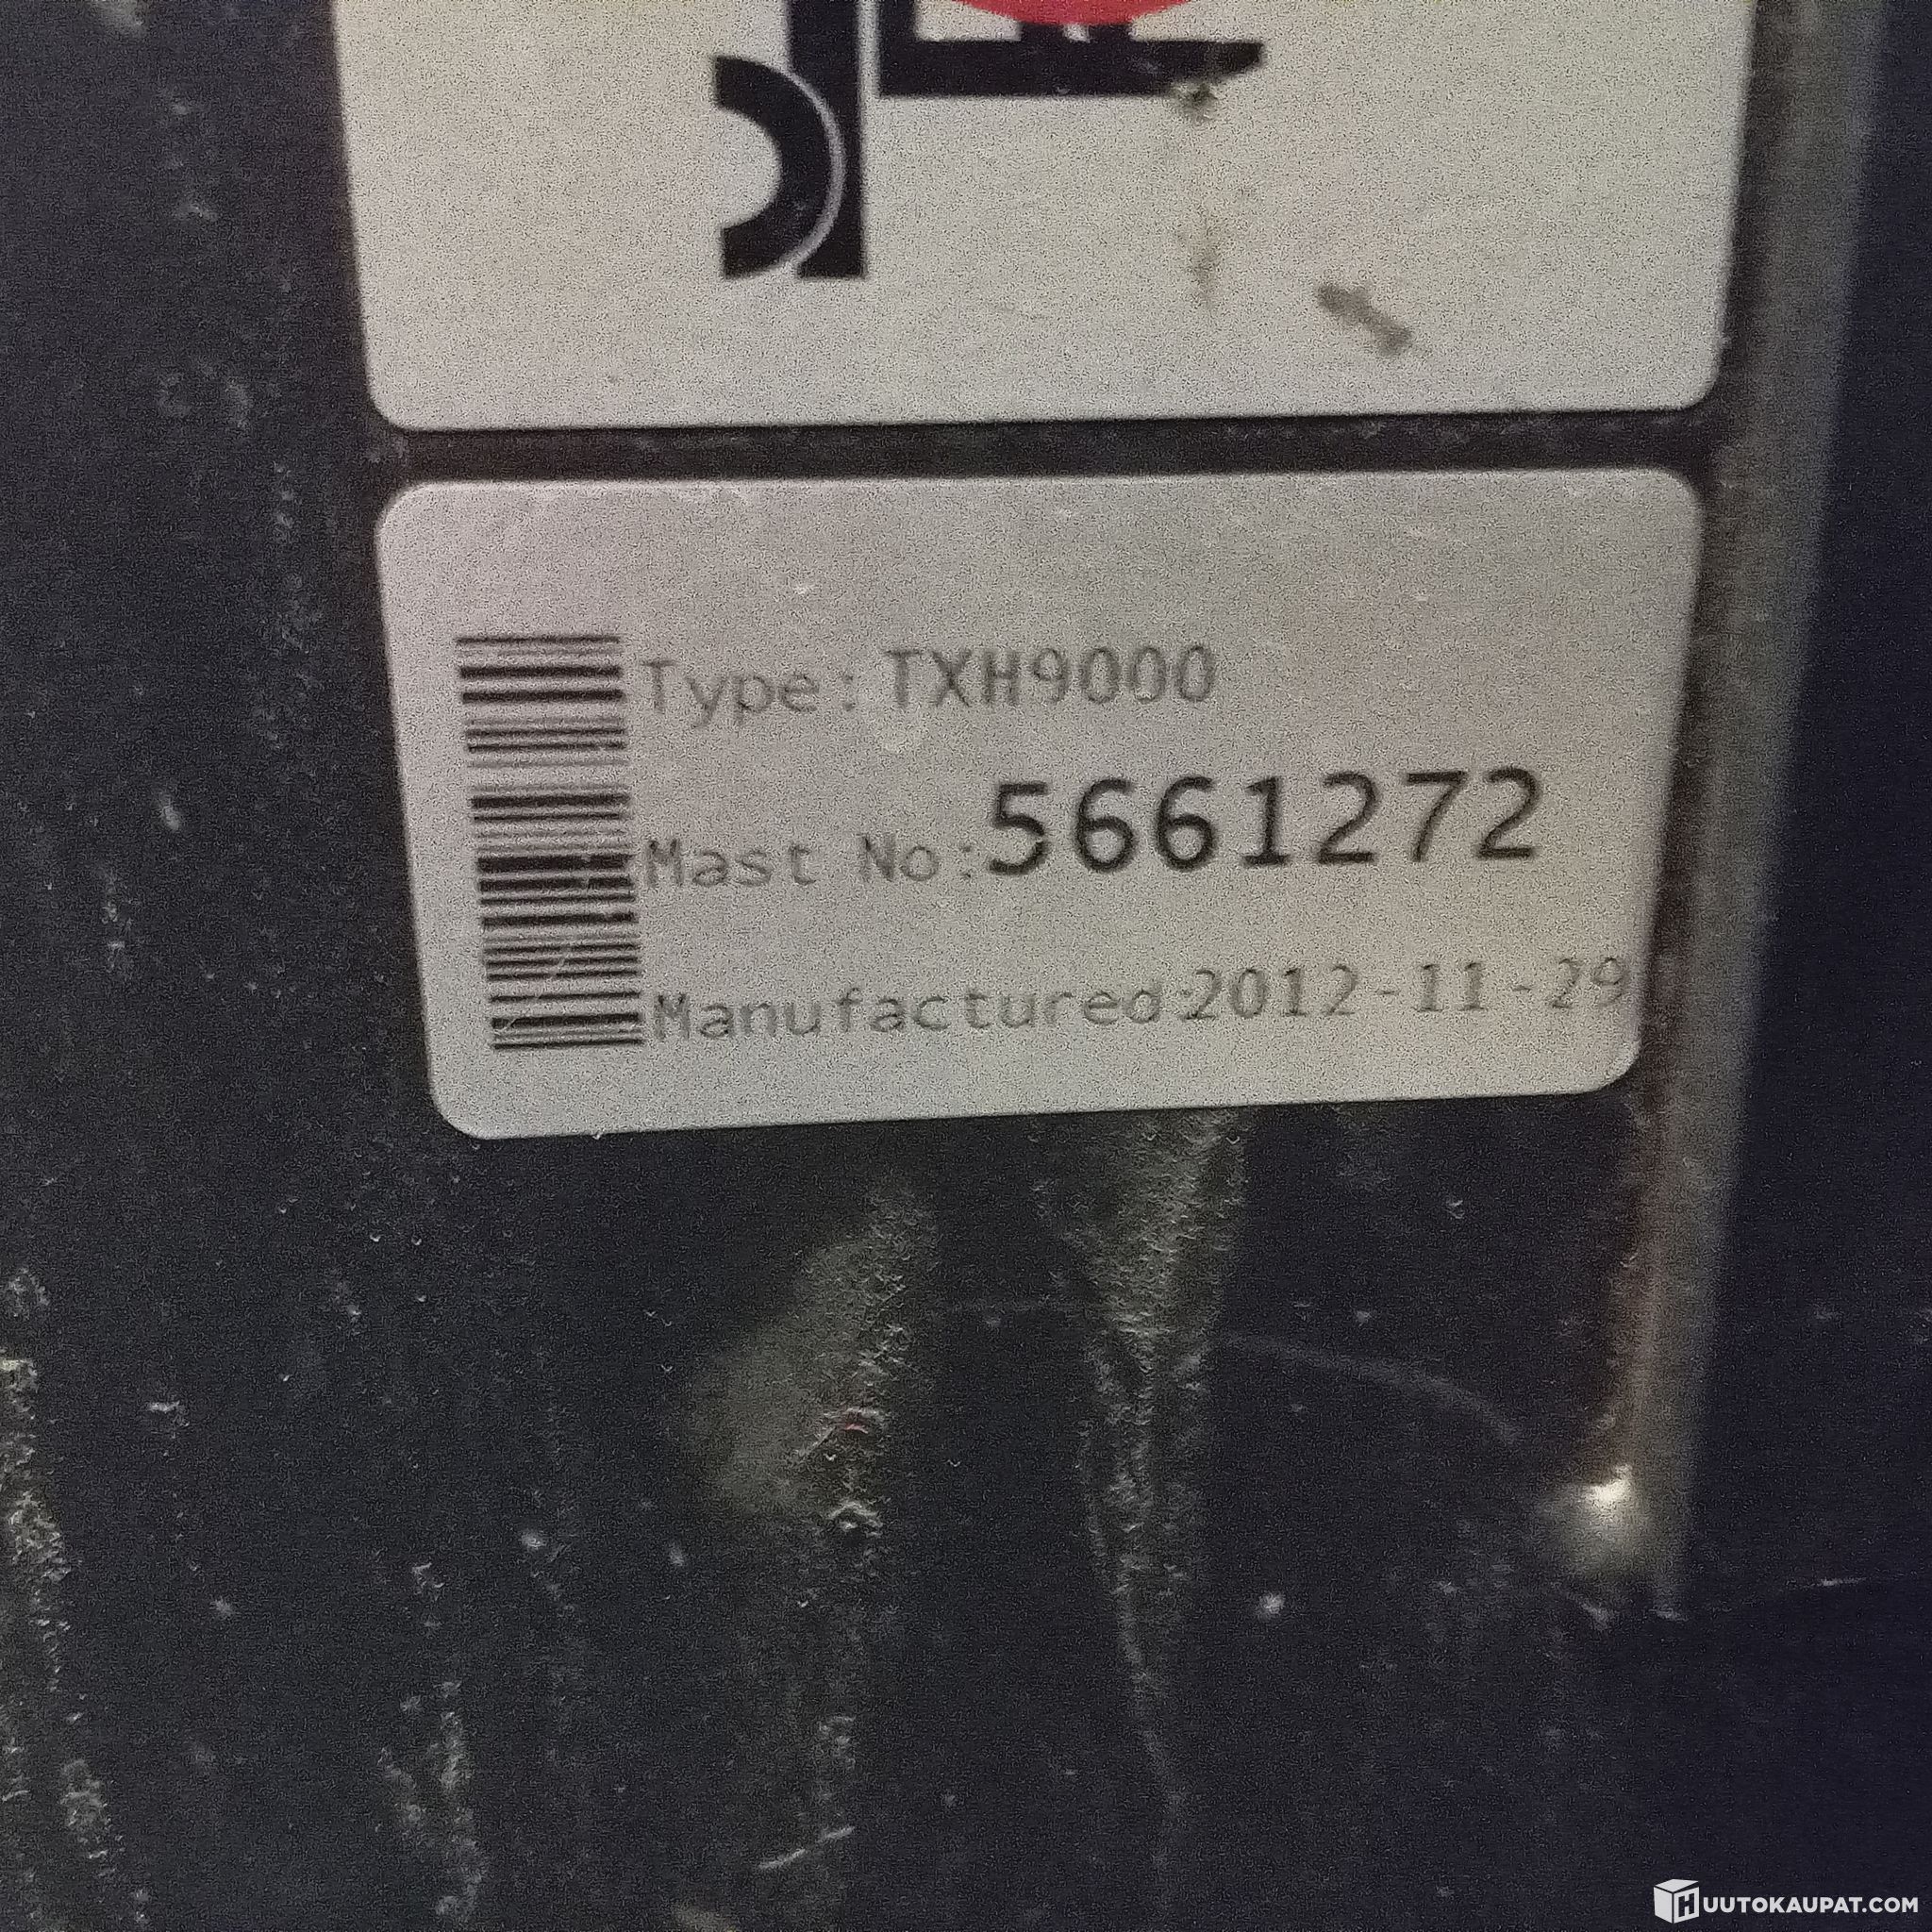 Type: TXH9000
Mast No:5661272
Manufactured:2012-11-29
HUUTOKAUPAT.COM